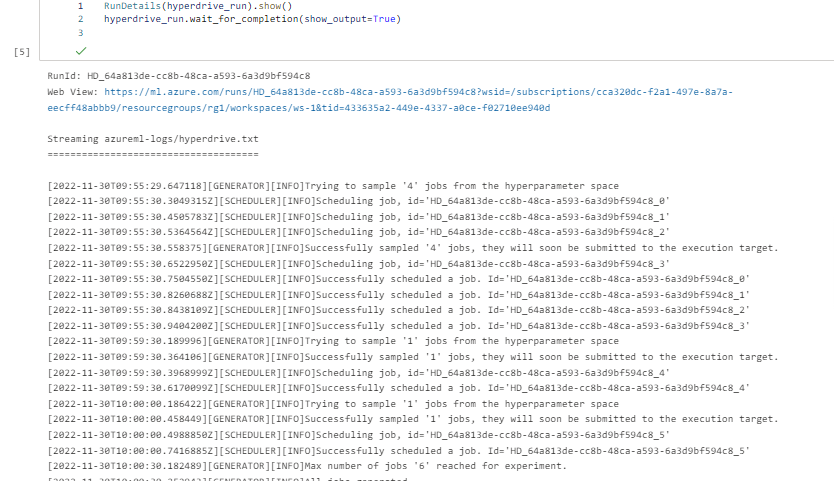 1 RunDetails(hyperdrive_run).show()
2 hyperdrive_run.wait_for_completion(show_output=True)
3
[5]
RunId: HD_64a813de-cc8b-48ca-a593-6a3d9bf594c8
Web View: https://ml.azure.com/runs/HD_64a813de-cc8b-48ca-a593-6a3d9bf594c8?wsid=/subscriptions/cca320dc-f2a1-497e-8a7a-
eecff48abbb9/resourcegroups/rg1/workspaces/ws-1&tid=433635a2-449e-4337-a0ce-f02710ee940d
Streaming azureml-logs/hyperdrive.txt
=====================================
[2022-11-30T09:55:29.647118][GENERATOR][INFO]Trying to sample '4' jobs from the hyperparameter space
[2022-11-30T09:55:30.3049315Z][SCHEDULER][INFO]Scheduling job, id='HD_64a813de-cc8b-48ca-a593-6a3d9bf594c8_0'
[2022-11-30T09:55:30.4505783Z][SCHEDULER][INFO]Scheduling job, id='HD_64a813de-cc8b-48ca-a593-6a3d9bf594c8_1'
[2022-11-30T09:55:30.5364564Z][SCHEDULER][INFO]Scheduling job, id='HD_64a813de-cc8b-48ca-a593-6a3d9bf594c8_2'
[2022-11-30T09:55:30.558375][GENERATOR][INFO]Successfully sampled '4' jobs, they will soon be submitted to the execution target.
[2022-11-30T09:55:30.6522950Z][SCHEDULER][INFO]Scheduling job, id='HD_64a813de-cc8b-48ca-a593-6a3d9bf594c8_3'
[2022-11-30T09:55:30.7504550Z][SCHEDULER][INFO]Successfully scheduled a job. Id='HD_64a813de-cc8b-48ca-a593-6a3d9bf594c8_0'
[2022-11-30T09:55:30.8260688Z][SCHEDULER][INFO]Successfully scheduled a job. Id='HD_64a813de-cc8b-48ca-a593-6a3d9bf594c8_1'
[2022-11-30T09:55:30.8438109Z][SCHEDULER][INFO]Successfully scheduled a job. Id='HD_64a813de-cc8b-48ca-a593-6a3d9bf594c8_2'
[2022-11-30T09:55:30.9404200Z][SCHEDULER][INFO]Successfully scheduled a job. Id='HD_64a813de-cc8b-48ca-a593-6a3d9bf594c8_3'
[2022-11-30T09:59:30.189996][GENERATOR][INFO]Trying to sample '1' jobs from the hyperparameter space
[2022-11-30T09:59:30.364106][GENERATOR][INFO]Successfully sampled '1' jobs, they will soon be submitted to the execution target.
[2022-11-30T09:59:30.3968999Z][SCHEDULER][INFO]Scheduling job, id='HD_64a813de-cc8b-48ca-a593-6a3d9bf594c8_4'
[2022-11-30T09:59:30.6170099Z][SCHEDULER][INFO]Successfully scheduled a job. Id='HD_64a813de-cc8b-48ca-a593-6a3d9bf594c8_4'
[2022-11-30T10:00:00.186422][GENERATOR][INFO]Trying to sample '1' jobs from the hyperparameter space
[2022-11-30T10:00:00.458449][GENERATOR][INFO]Successfully sampled '1' jobs, they will soon be submitted to the execution target.
[2022-11-30T10:00:00.4988850Z][SCHEDULER][INFO]Scheduling job, id='HD_64a813de-cc8b-48ca-a593-6a3d9bf594c8_5'
[2022-11-30T10:00:00.7416885Z][SCHEDULER][INFO]Successfully scheduled a job. Id='HD_64a813de-cc8b-48ca-a593-6a3d9bf594c8_5'
[2022-11-30T10:00:30.182489][GENERATOR][INFO]Max number of jobs '6' reached for experiment.